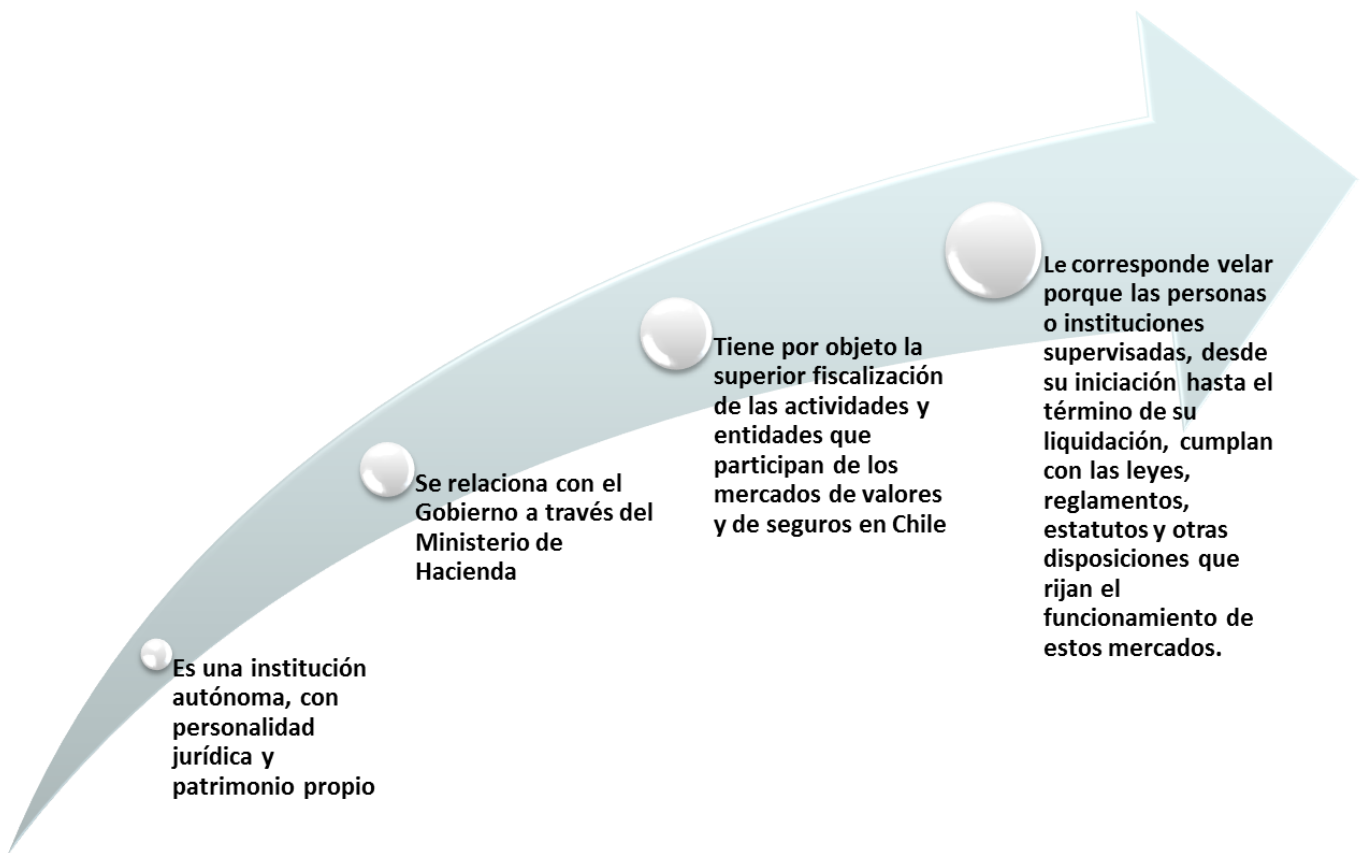 Es una institución
autónoma, con
personalidad
jurídica y
patrimonio propio
Se relaciona con el
Gobierno a través del
Ministerio de
Hacienda
Tiene por objeto la
superior fiscalización
de las actividades y
entidades que
participan de los
mercados de valores
y de seguros en Chile
Le corresponde velar
porque las personas
o instituciones
supervisadas, desde
su iniciación hasta el
término de su
liquidación, cumplan
con las leyes,
reglamentos,
estatutos y otras
disposiciones que
rijan el
funcionamiento de
estos mercados.